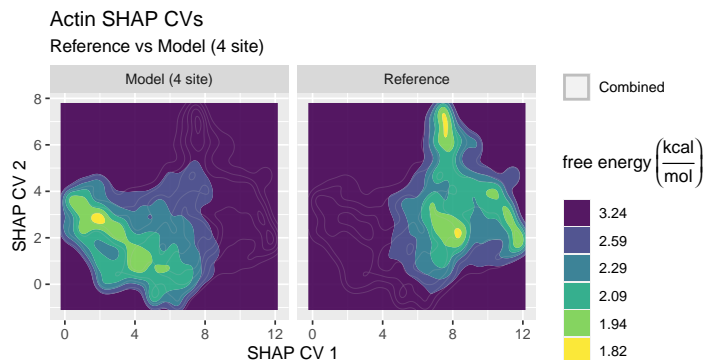 Actin SHAP CVs
Reference vs Model (4 site)
Model (4 site)
Reference
8
6
4
2
0
SHAP CV 2
0
4
8
12
0
4
8
12
SHAP CV 1
Combined
free energy (kcal/mol)
3.24
2.59
2.29
2.09
1.94
1.82